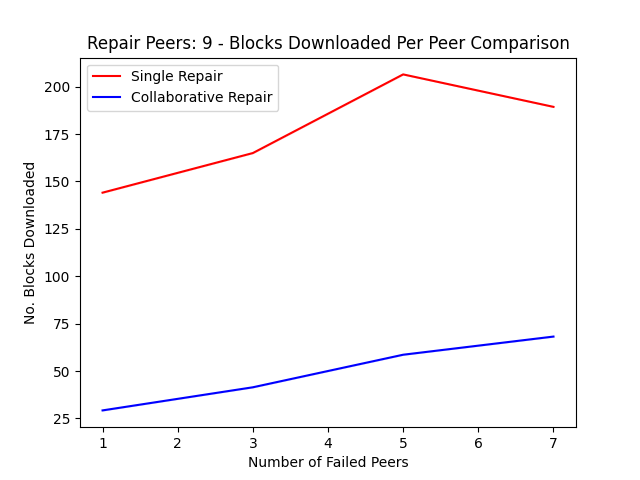 Repair Peers: 9 - Blocks Downloaded Per Peer Comparison
Single Repair
Collaborative Repair
No. Blocks Downloaded
200
175
150
125
100
75
50
25
1 2 3 4 5 6 7
Number of Failed Peers